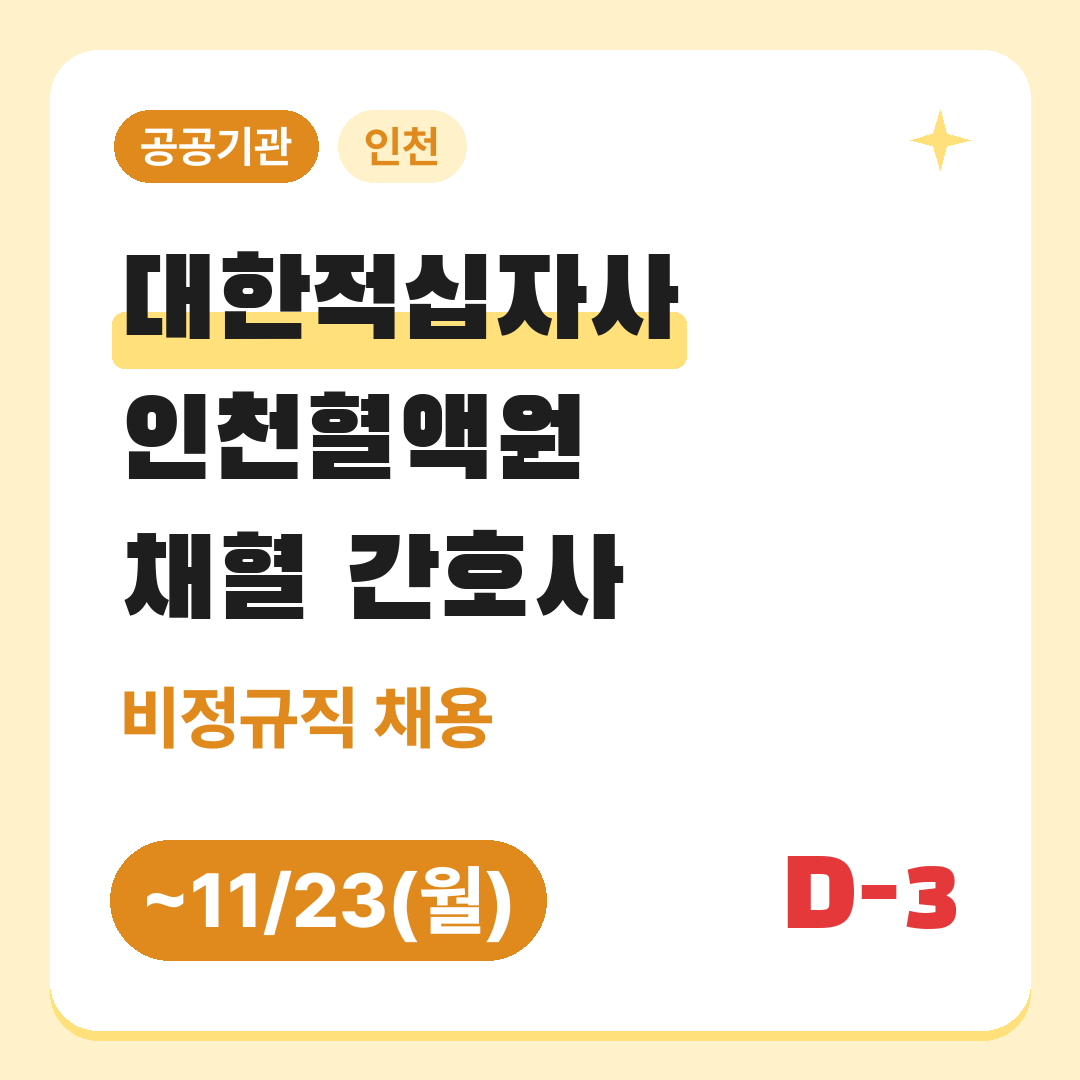 공공기관 인천
대한적십자사
인천혈액원
채혈 간호사
비정규직 채용
~11/23(월) D-3